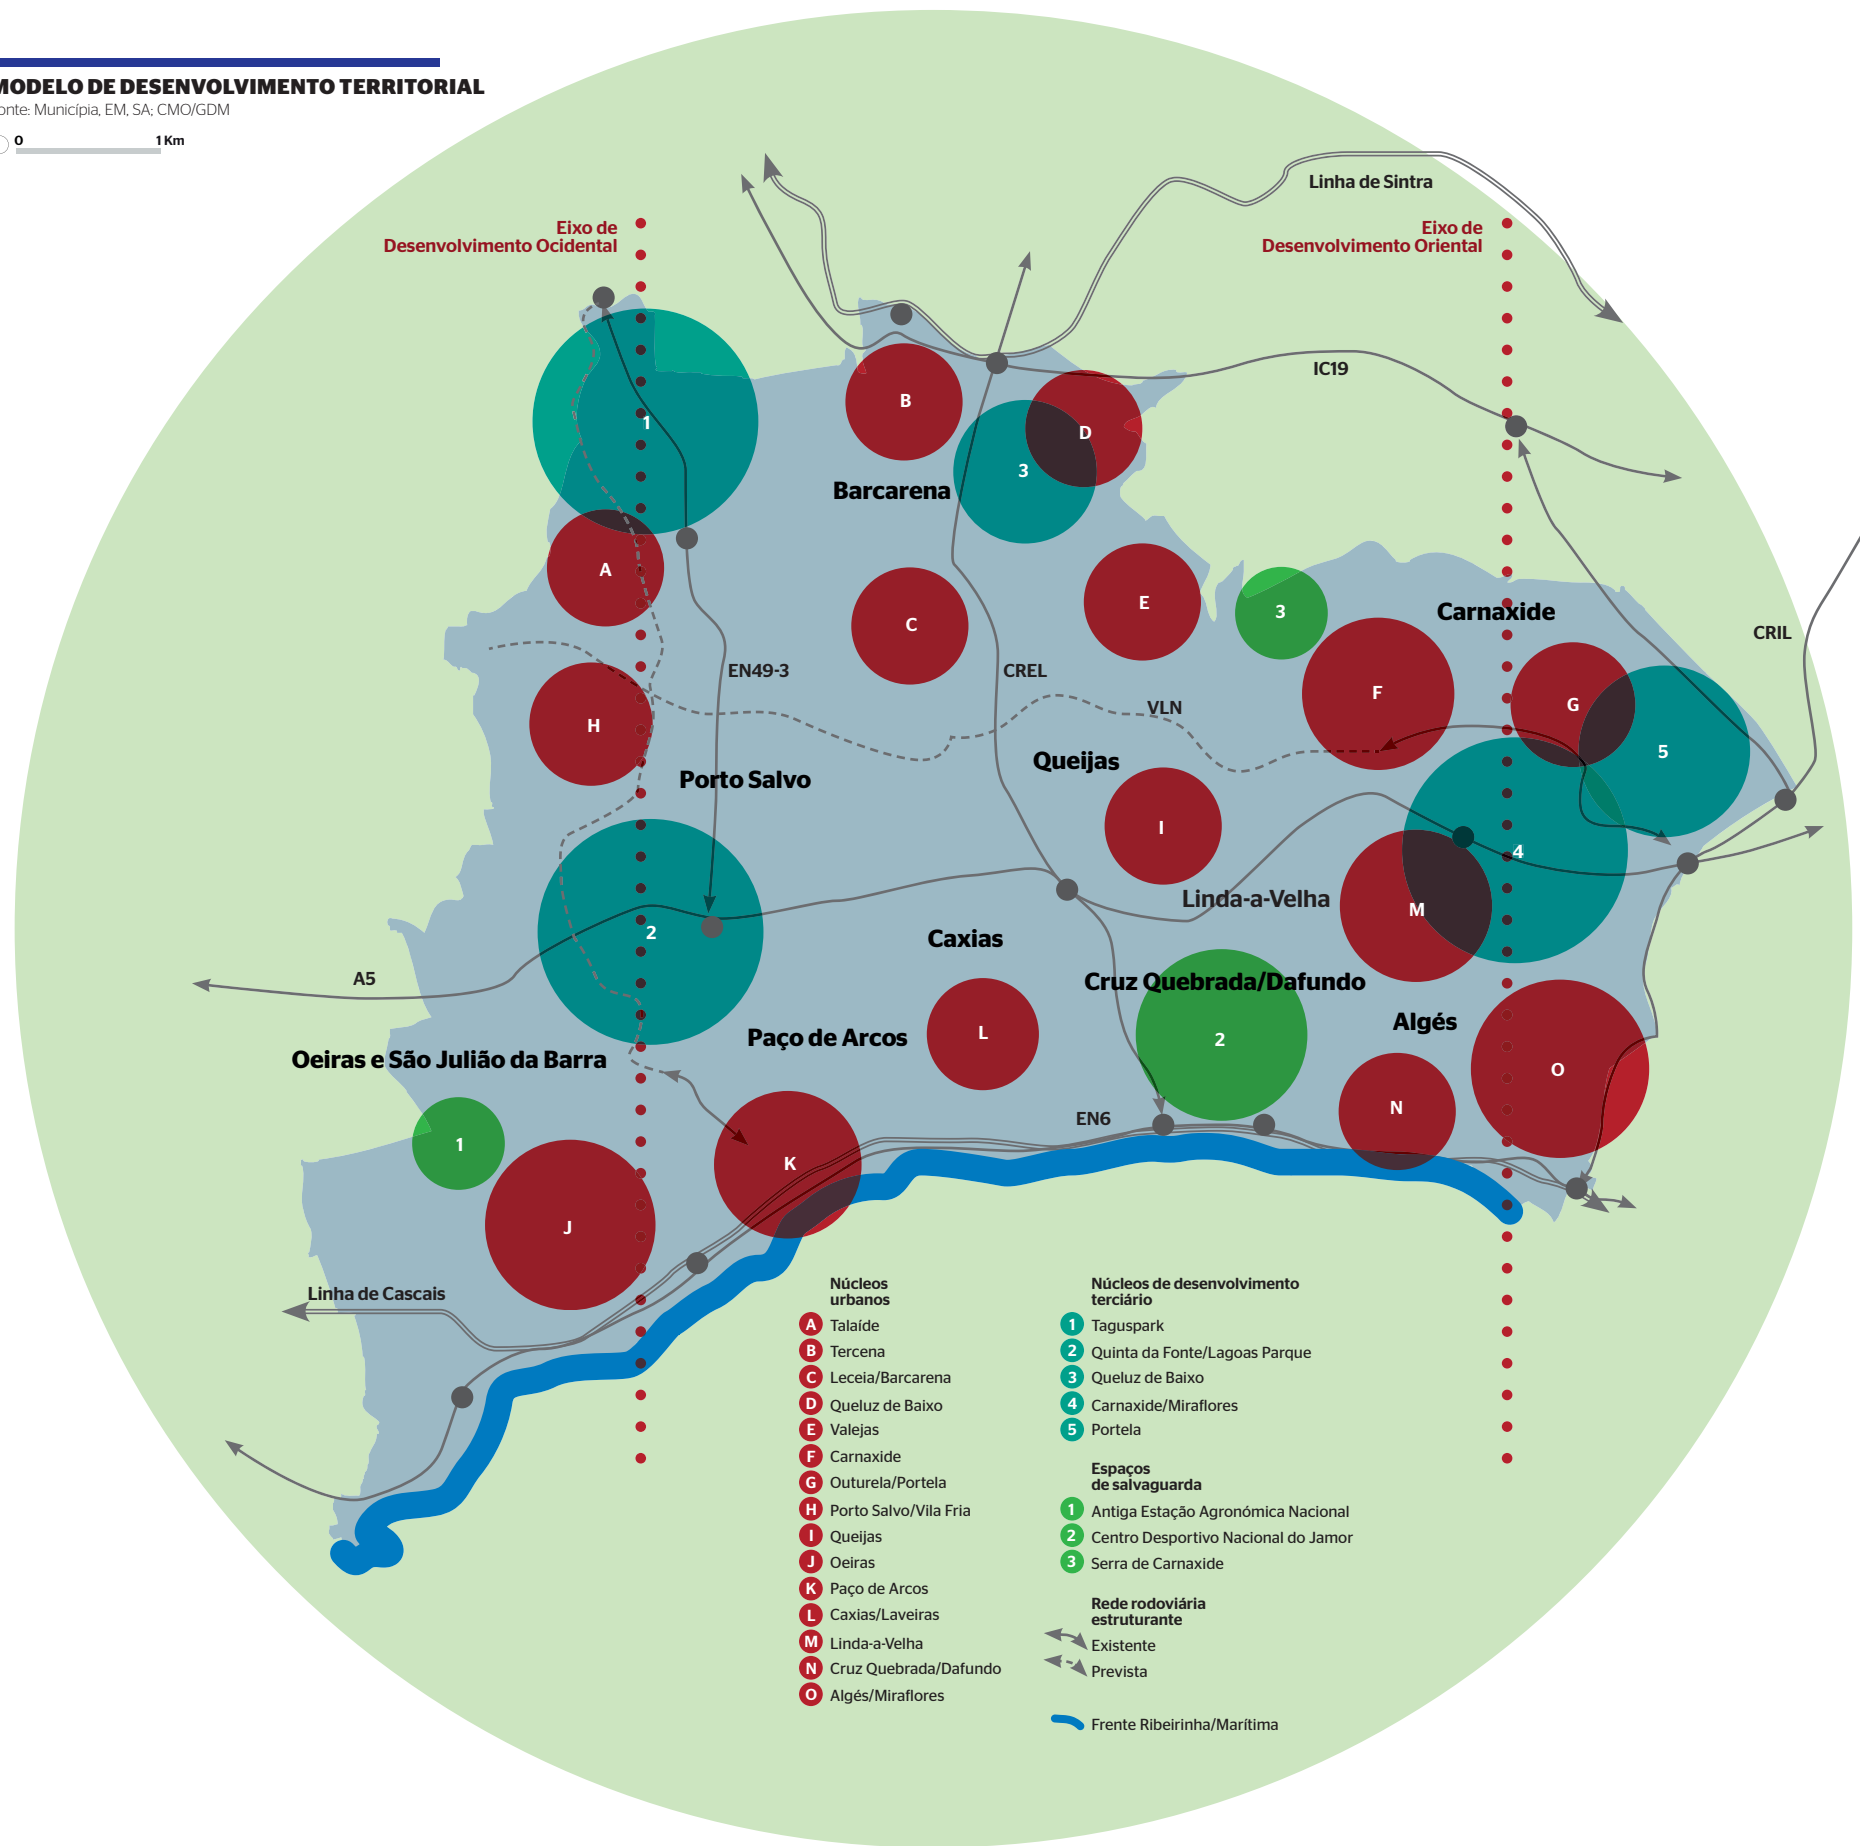 MODELO DE DESENVOLVIMENTO TERRITORIAL
onte: Municípia, EM, SA; CMO/GDM
0 1 Km
Linha de Sintra
Eixo de
Desenvolvimento Ocidental
Eixo de
Desenvolvimento Oriental
IC19
1
B
D
3
Barcarena
A
C
E
3
Carnaxide
CRIL
EN49-3
CREL
VLN
F
G
H
5
Queijas
Porto Salvo
I
4
Linda-a-Velha
M
2
Caxias
A5
Cruz Quebrada/Dafundo
Algés
Paço de Arcos
L
2
Oeiras e São Julião da Barra
O
EN6
N
1
K
J
Linha de Cascais
Núcleos
urbanos
A Talaíde
B Tercena
C Leceia/Barcarena
D Queluz de Baixo
E Valejas
F Carnaxide
G Outurela/Portela
H Porto Salvo/Vila Fria
I Queijas
J Oeiras
K Paço de Arcos
L Caxias/Laveiras
M Linda-a-Velha
N Cruz Quebrada/Dafundo
O Algés/Miraflores
Núcleos de desenvolvimento
terciário
1 Taguspark
2 Quinta da Fonte/Lagoas Parque
3 Queluz de Baixo
4 Carnaxide/Miraflores
5 Portela
Espaços
de salvaguarda
1 Antiga Estação Agronómica Nacional
2 Centro Desportivo Nacional do Jamor
3 Serra de Carnaxide
Rede rodoviária
estruturante
Existente
Prevista
Frente Ribeirinha/Marítima